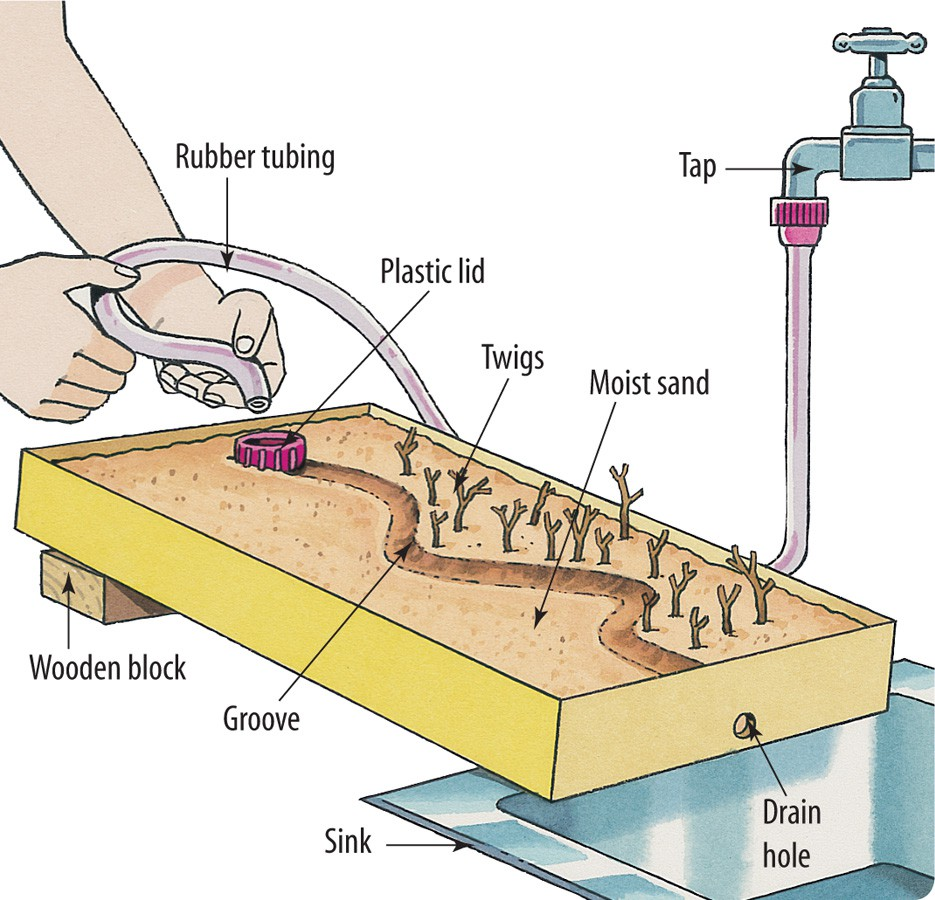 Rubber tubing
Tap
Plastic lid
Twigs
Moist sand
Wooden block
Groove
Drain
hole
Sink